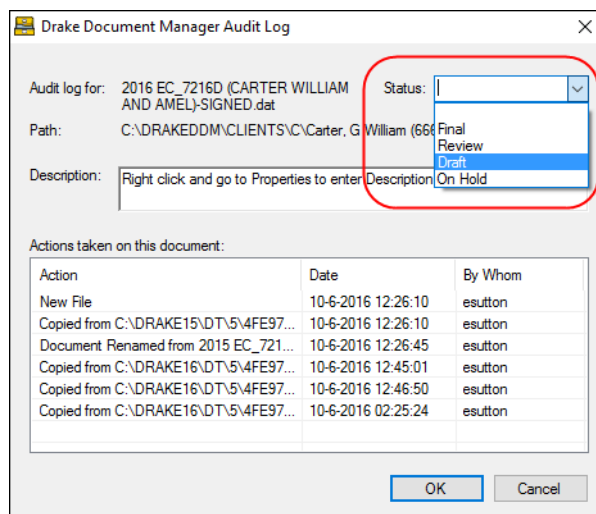 Drake Document Manager Audit Log
Audit log for: 2016 EC_7216D (CARTER WILLIAM AND AMEL)-SIGNED.dat
Status:
Path: C:\DRAKEDDM\CLIENTS\C\Carter, G William (666
Final
Review
Draft
On Hold
Description: Right click and go to Properties to enter Description
Actions taken on this document:
Action Date By Whom
New File 10-6-2016 12:26:10 esutton
Copied from C:\DRAKE15\DT\5\4FE97... 10-6-2016 12:26:10 esutton
Document Renamed from 2015 EC_721... 10-6-2016 12:26:45 esutton
Copied from C:\DRAKE16\DT\5\4FE97... 10-6-2016 12:45:01 esutton
Copied from C:\DRAKE16\DT\5\4FE97... 10-6-2016 12:46:50 esutton
Copied from C:\DRAKE16\DT\5\4FE97... 10-6-2016 02:25:24 esutton
OK Cancel